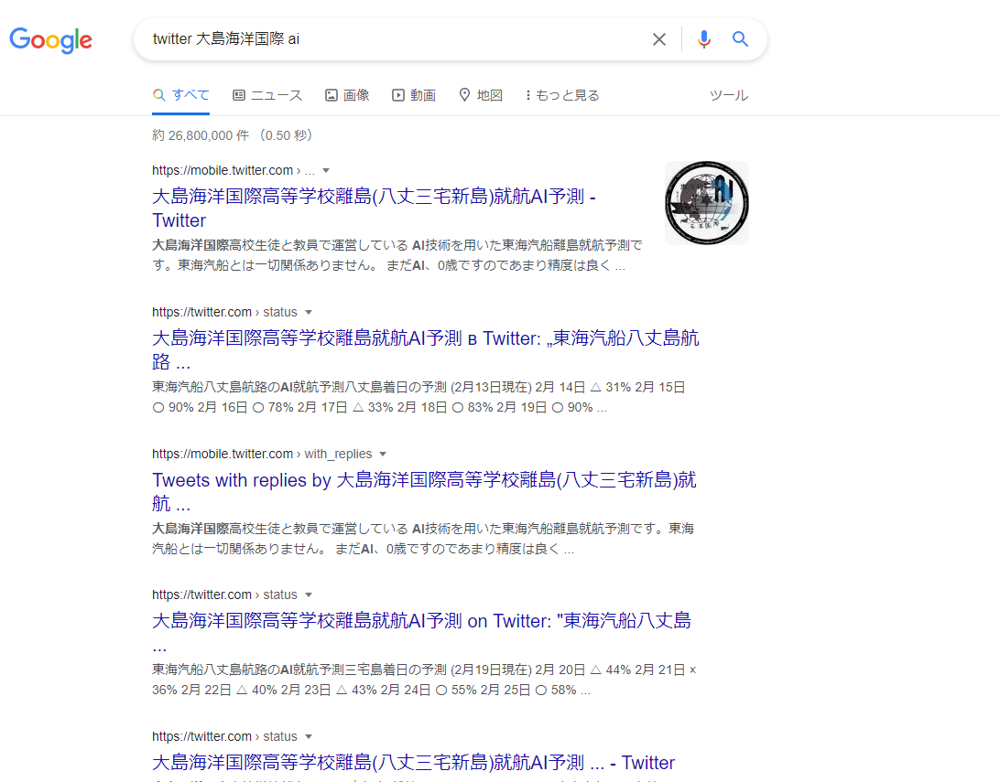 Google
twitter 大島海洋国際 ai
すべて ニュース 画像 動画 地図 もっと見る ツール
約 26,800,000 件 （0.50 秒）
https://mobile.twitter.com › ...
大島海洋国際高等学校離島(八丈三宅新島)就航AI予測 -
Twitter
大島海洋国際高校生徒と教員で運営している AI技術を用いた東海汽船離島就航予測で
す。東海汽船とは一切関係ありません。 まだAI、0歳ですのであまり精度は良く ...
AI
https://twitter.com › status
大島海洋国際高等学校離島就航AI予測 в Twitter: „東海汽船八丈島航
路 ...
東海汽船八丈島航路のAI就航予測八丈島着日の予測 (2月13日現在) 2月 14日 △ 31% 2月 15日
〇 90% 2月 16日 〇 78% 2月 17日 △ 33% 2月 18日 〇 83% 2月 19日 〇 90% ...
https://mobile.twitter.com › with_replies
Tweets with replies by 大島海洋国際高等学校離島(八丈三宅新島)就
航 ...
大島海洋国際高校生徒と教員で運営している AI技術を用いた東海汽船離島就航予測です。東海
汽船とは一切関係ありません。 まだAI、0歳ですのであまり精度は良く ...
https://twitter.com › status
大島海洋国際高等学校離島就航AI予測 on Twitter: "東海汽船八丈島
...
東海汽船八丈島航路のAI就航予測三宅島着日の予測 (2月19日現在) 2月 20日 △ 44% 2月 21日 ×
36% 2月 22日 △ 40% 2月 23日 △ 43% 2月 24日 〇 55% 2月 25日 〇 58% ...
https://twitter.com › status
大島海洋国際高等学校離島(八丈三宅新島)就航AI予測 ... - Twitter